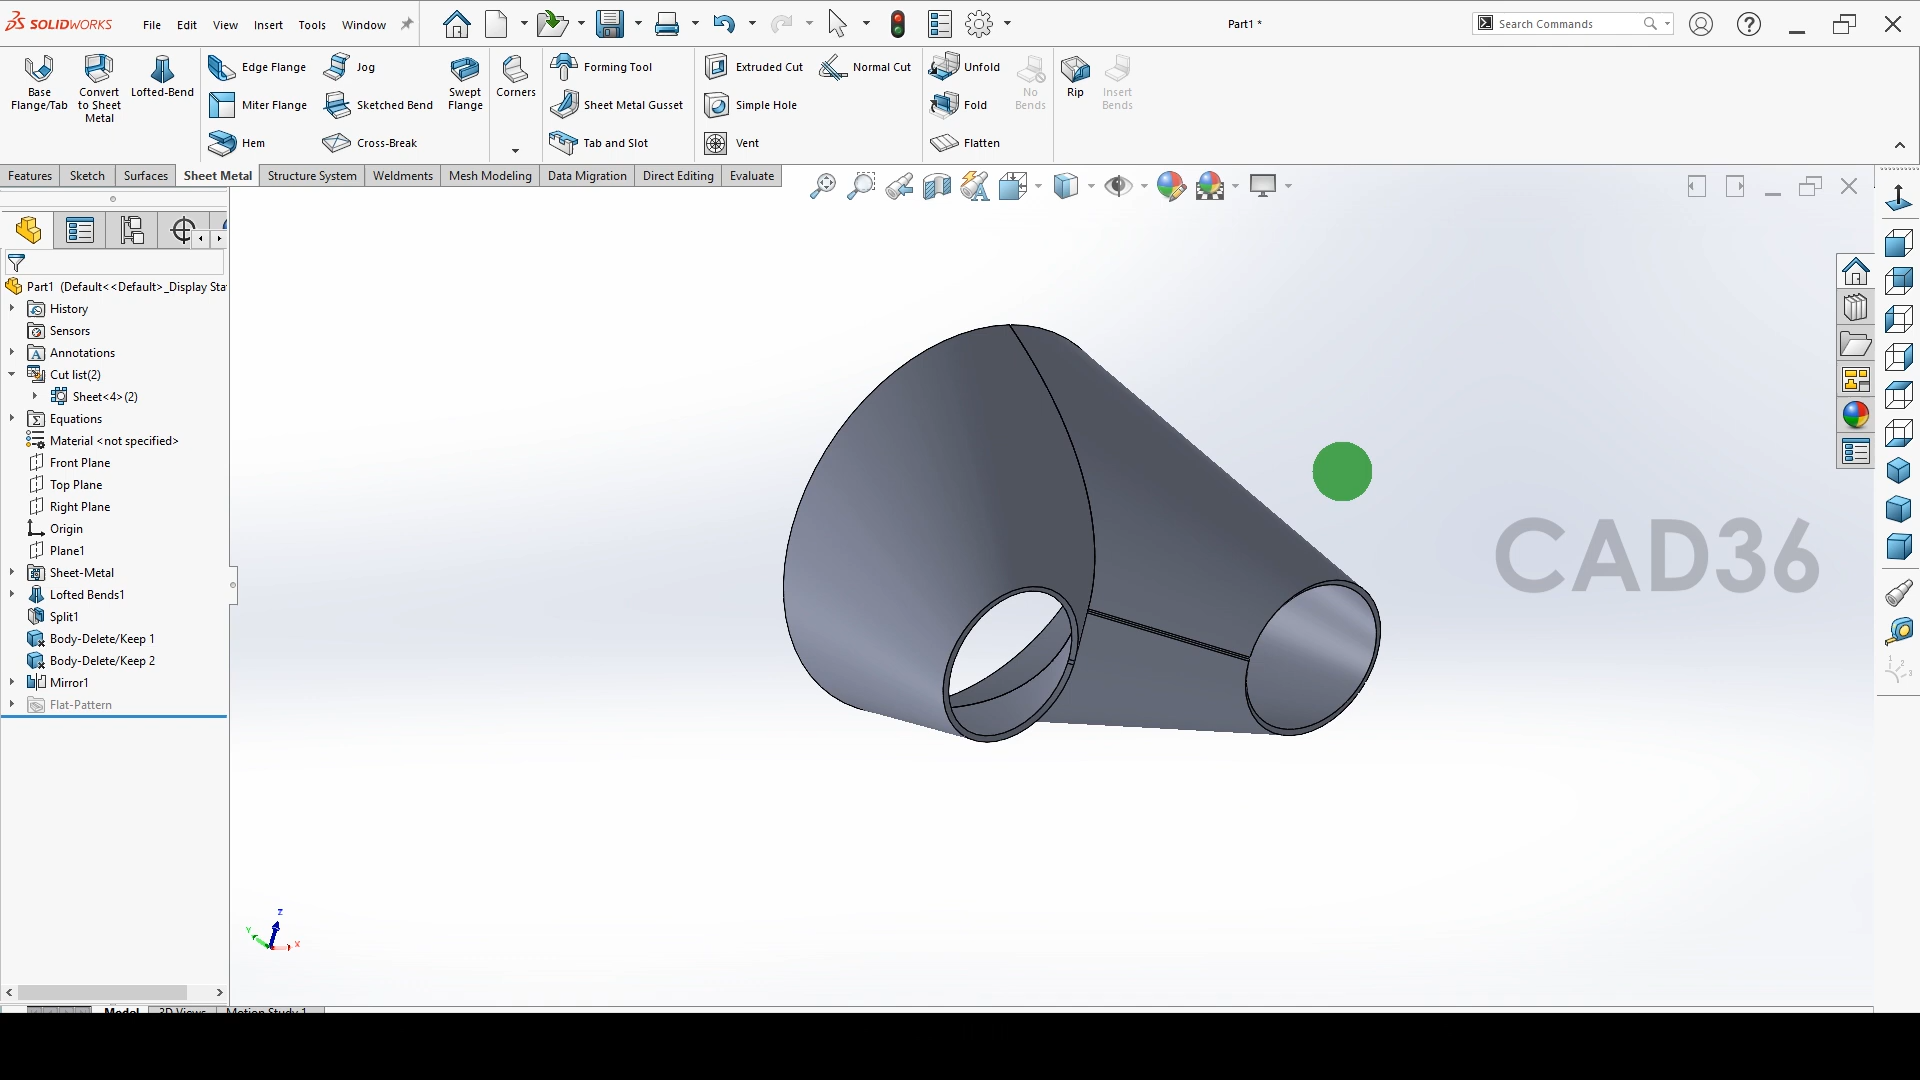 SOLIDWORKS File Edit View Insert Tools Window Part1 * Search Commands
Base Flange/Tab
Convert to Sheet Metal
Lofted-Bend
Edge Flange
Miter Flange
Hem
Jog
Sketched Bend
Cross-Break
Swept Flange
Corners
Forming Tool
Sheet Metal Gusset
Tab and Slot
Extruded Cut
Simple Hole
Vent
Normal Cut
Unfold
Fold
Flatten
No Bends
Rip
Insert Bends
Features Sketch Surfaces Sheet Metal Structure System Weldments Mesh Modeling Data Migration Direct Editing Evaluate
Part1 (Default<<Default>_Display Sta
History
Sensors
Annotations
Cut list(2)
Sheet<4>(2)
Equations
Material <not specified>
Front Plane
Top Plane
Right Plane
Origin
Plane1
Sheet-Metal
Lofted Bends1
Split1
Body-Delete/Keep 1
Body-Delete/Keep 2
Mirror1
Flat-Pattern
CAD36
Z
Y
X
Model 3D Views Motion Study 1